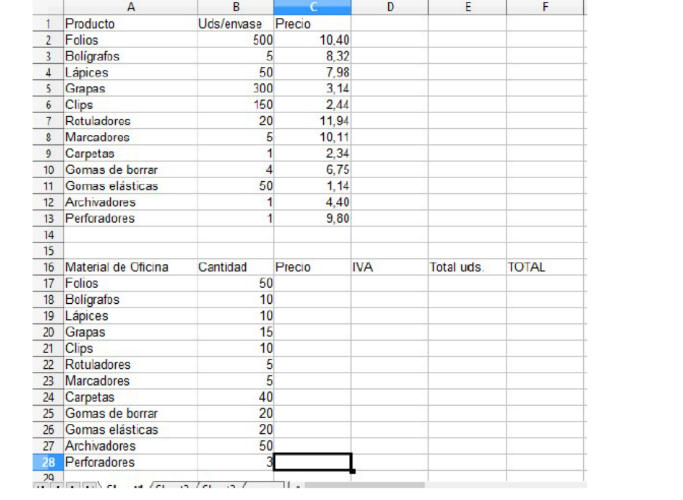 A B C D E F
1 Producto Uds/envase Precio
2 Folios 500 10,40
3 Bolígrafos 5 8,32
4 Lápices 50 7,98
5 Grapas 300 3,14
6 Clips 150 2,44
7 Rotuladores 20 11,94
8 Marcadores 5 10,11
9 Carpetas 1 2,34
10 Gomas de borrar 4 6,75
11 Gomas elásticas 50 1,14
12 Archivadores 1 4,40
13 Perforadores 1 9,80
14
15
16 Material de Oficina Cantidad Precio IVA Total uds. TOTAL
17 Folios 50
18 Bolígrafos 10
19 Lápices 10
20 Grapas 15
21 Clips 10
22 Rotuladores 5
23 Marcadores 5
24 Carpetas 40
25 Gomas de borrar 20
26 Gomas elásticas 20
27 Archivadores 50
28 Perforadores 3
29